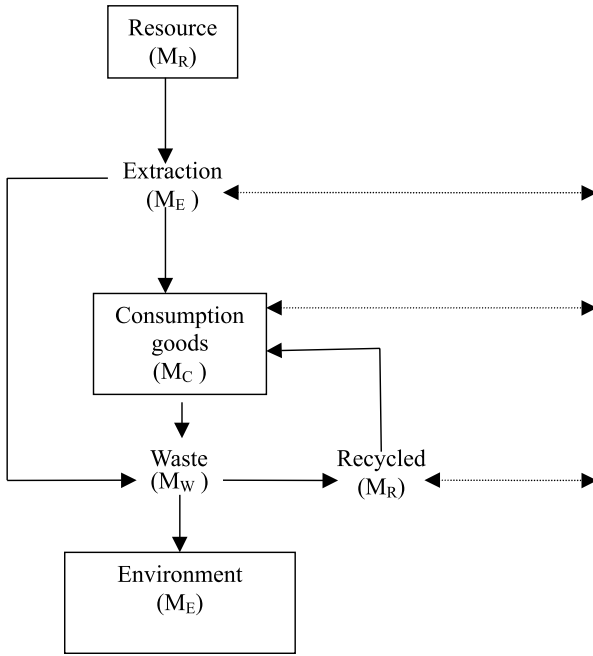 Resource
(M_R)
Extraction
(M_E )
Consumption
goods
(M_C )
Waste
(M_W )
Recycled
(M_R)
Environment
(M_E)